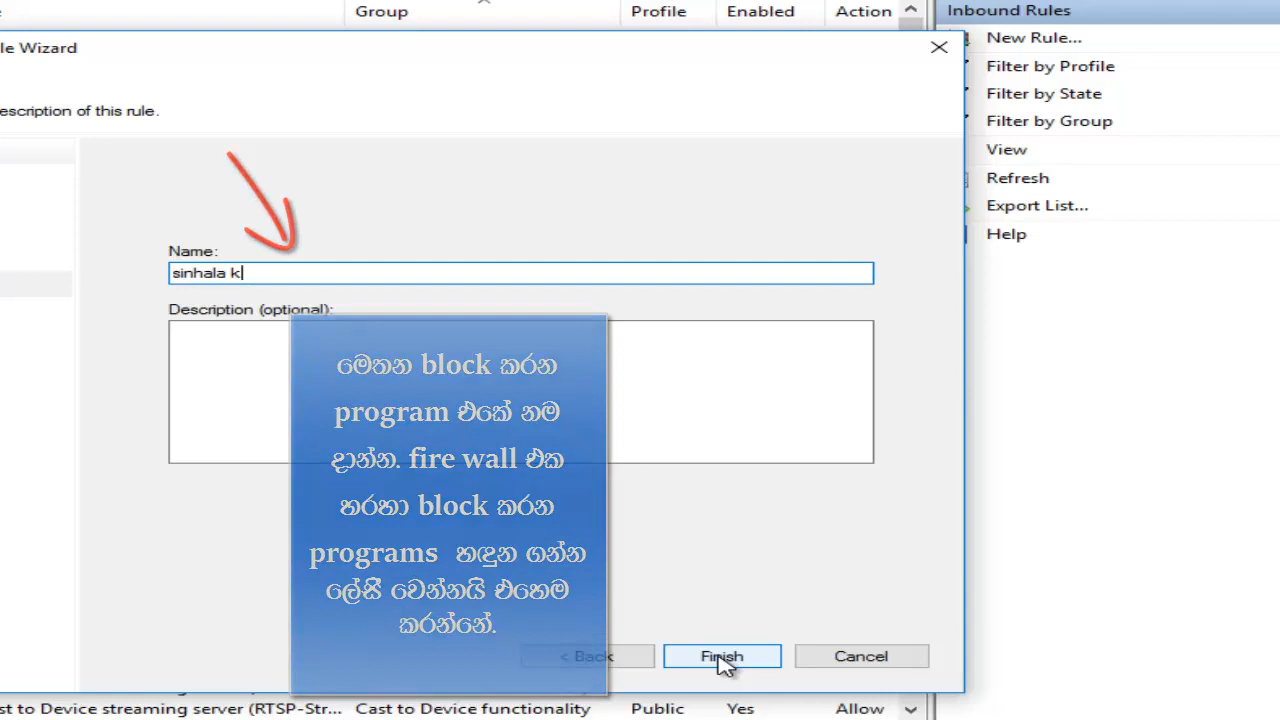 Group
Profile
Enabled
Action
Inbound Rules
le Wizard
New Rule...
Filter by Profile
Filter by State
escription of this rule.
Filter by Group
View
Refresh
Export List...
Help
Name:
sinhala k
Description (optional):
මෙතන block කරන
program එකේ නම
දාන්න. fire wall එක
හරහා block කරන
programs හඳුන ගන්න
ලේසි වෙන්නයි එහෙම
කරන්නේ.
< Back
Finish
Cancel
st to Device streaming server (RTSP-Str... Cast to Device functionality Public Yes Allow